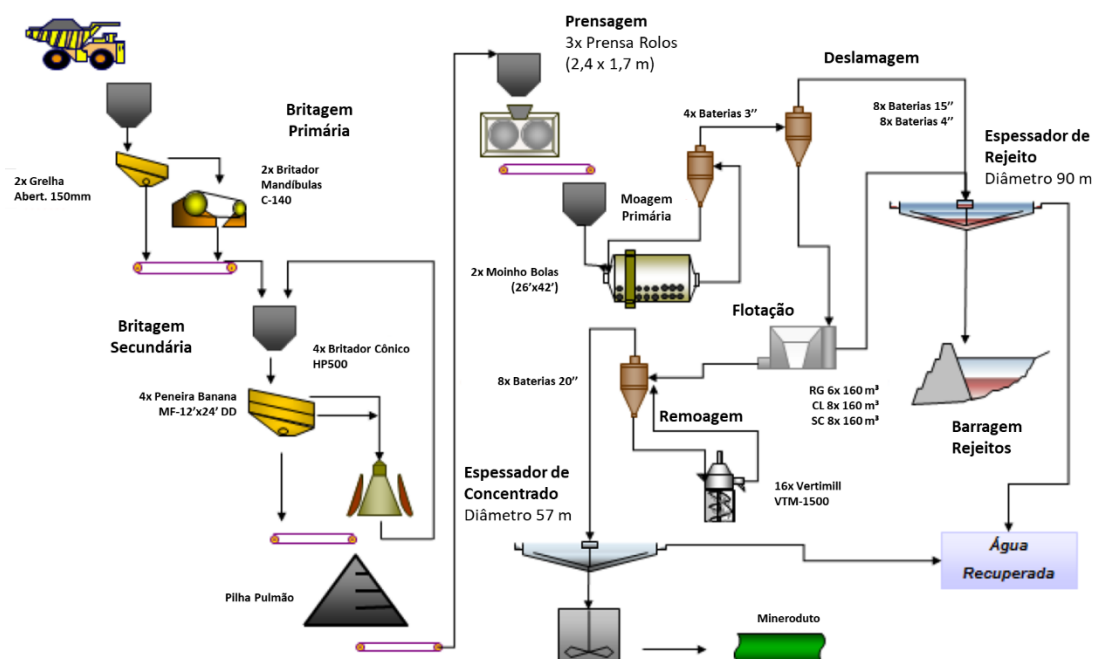 Britagem
Primária
2x Grelha
Abert. 150mm
2x Britador
Mandíbulas
C-140
Britagem
Secundária
4x Britador Cônico
HP500
4x Peneira Banana
MF-12’x24’ DD
Pilha Pulmão
Prensagem
3x Prensa Rolos
(2,4 x 1,7 m)
Moagem
Primária
2x Moinho Bolas
(26’x42’)
4x Baterias 3’’
Deslamagem
8x Baterias 15’’
8x Baterias 4’’
Espessador de
Rejeito
Diâmetro 90 m
Flotação
RG 6x 160 m³
CL 8x 160 m³
SC 8x 160 m³
Barragem
Rejeitos
8x Baterias 20’’
Remoagem
16x Vertimill
VTM-1500
Espessador de
Concentrado
Diâmetro 57 m
Água
Recuperada
Mineroduto